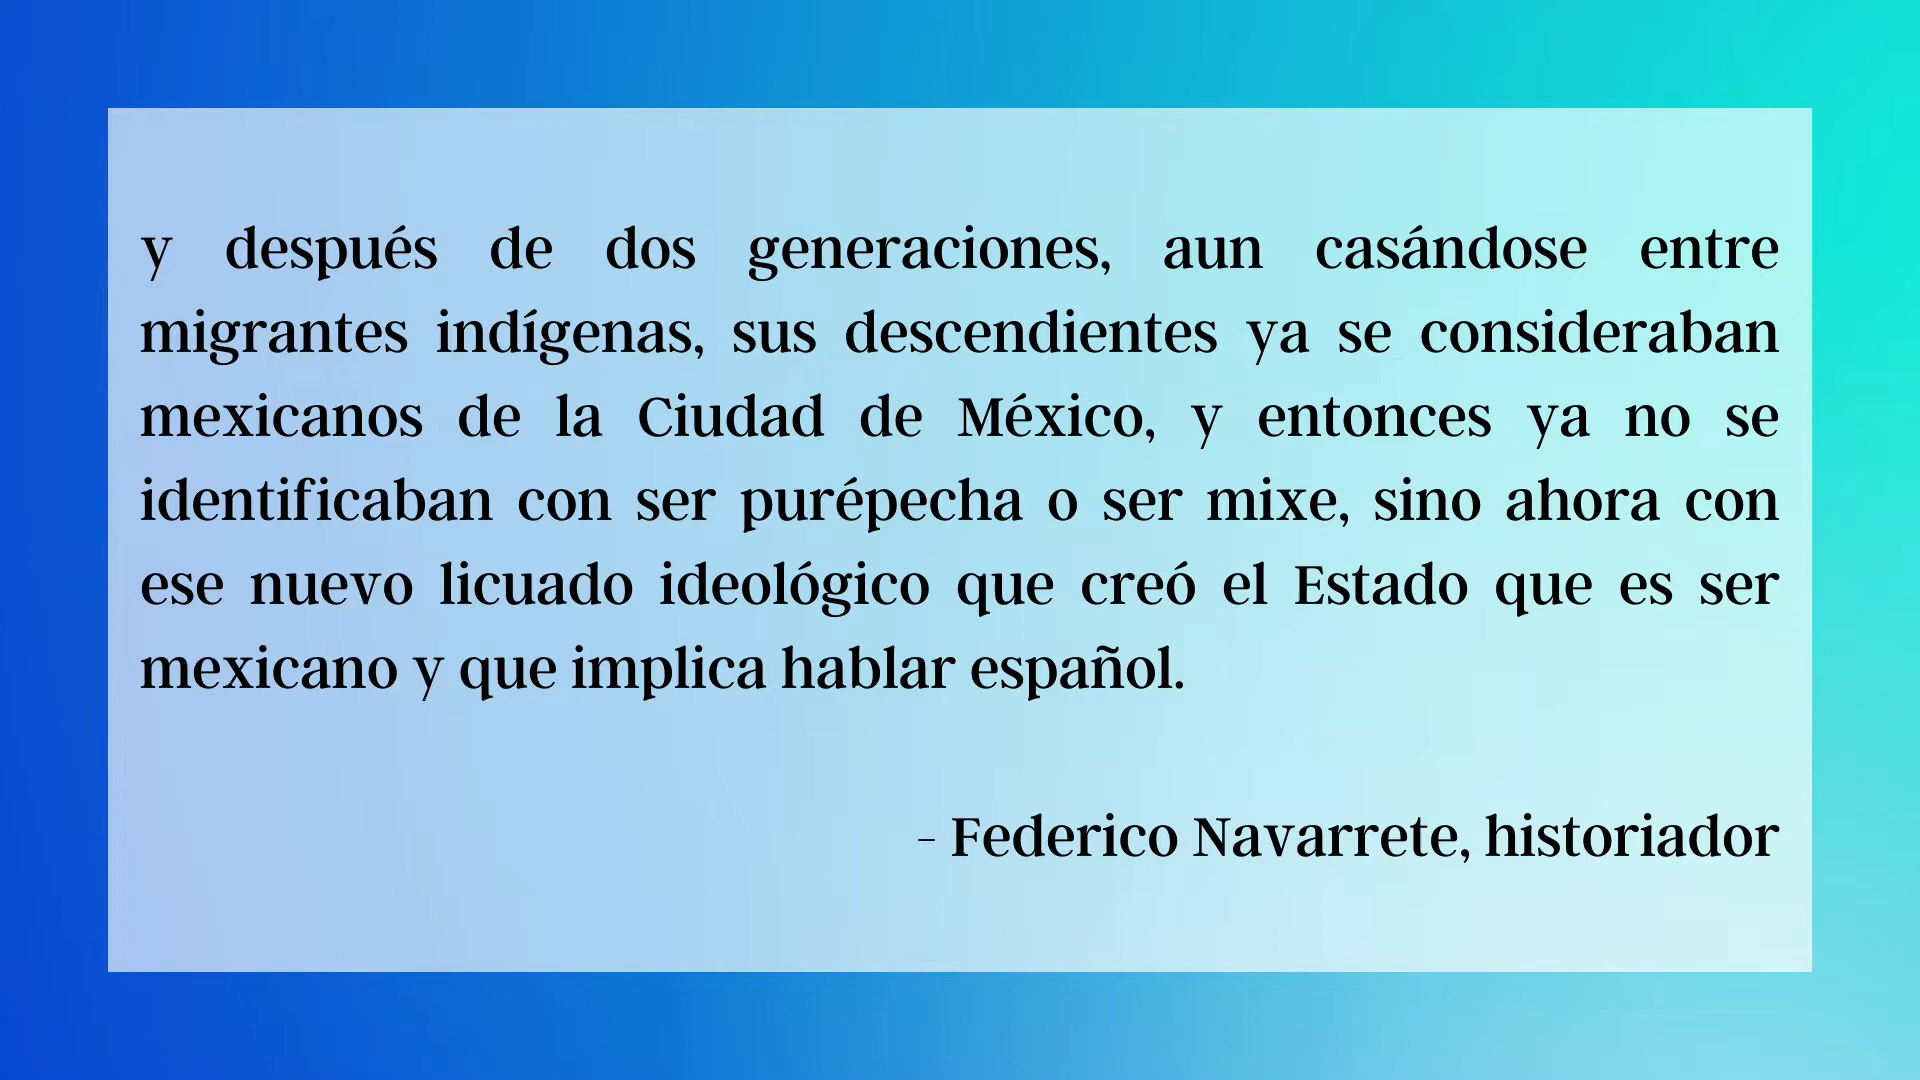 y después de dos generaciones, aun casándose entre
migrantes indígenas, sus descendientes ya se consideraban
mexicanos de la Ciudad de México, y entonces ya no se
identificaban con ser purépecha o ser mixe, sino ahora con
ese nuevo licuado ideológico que creó el Estado que es ser
mexicano y que implica hablar español.
- Federico Navarrete, historiador